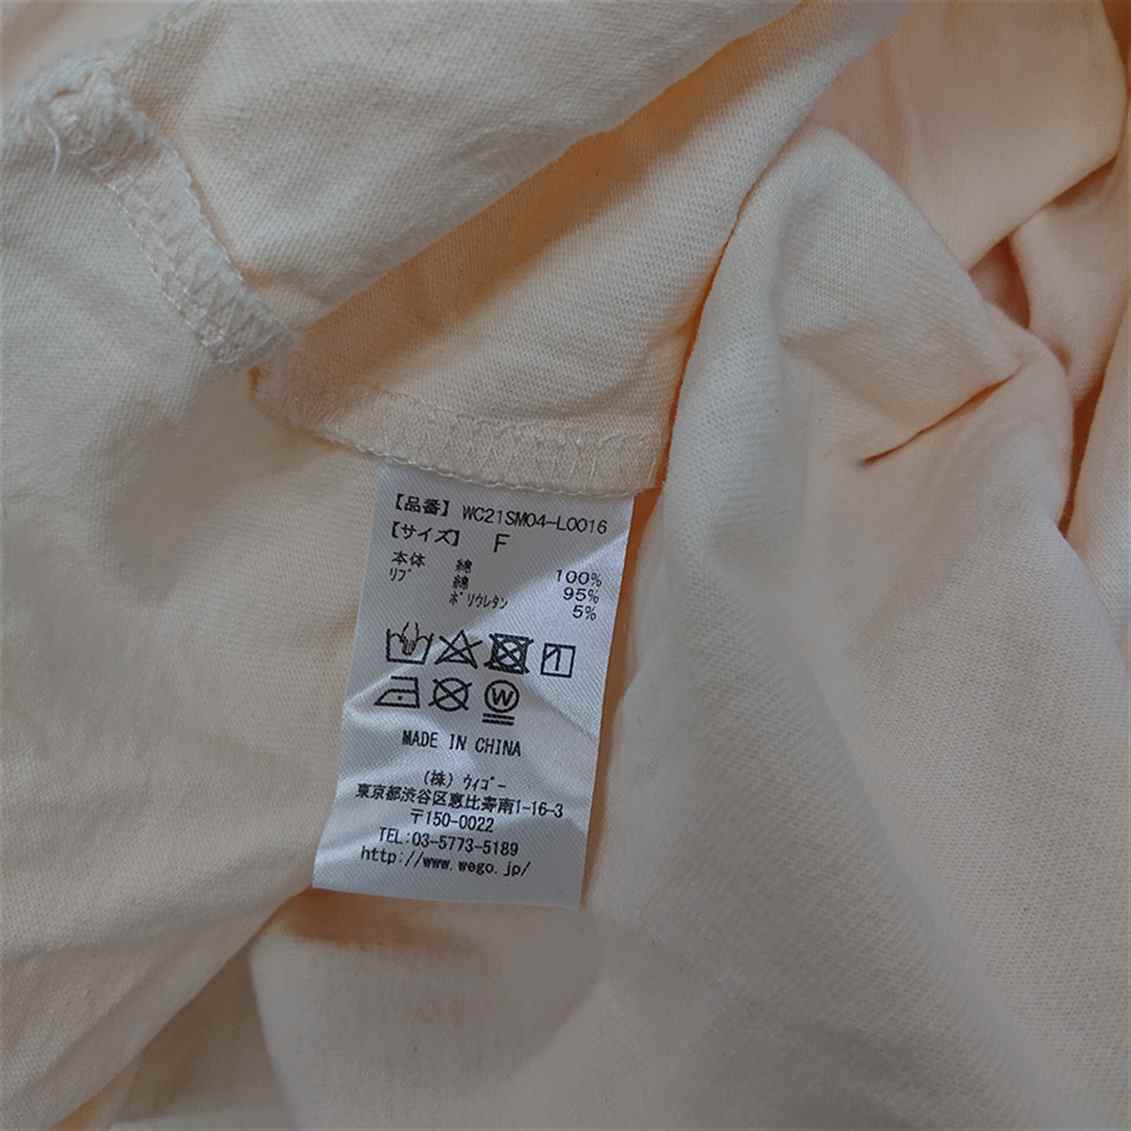 【品番】 WC21SM04-L0016
【サイズ】 F
本体 綿 100%
リブ 綿 95%
ポリウレタン 5%
W
MADE IN CHINA
(株) ウィゴー
東京都渋谷区恵比寿南1-16-3
〒150-0022
TEL:03-5773-5189
http://www.wego.jp/